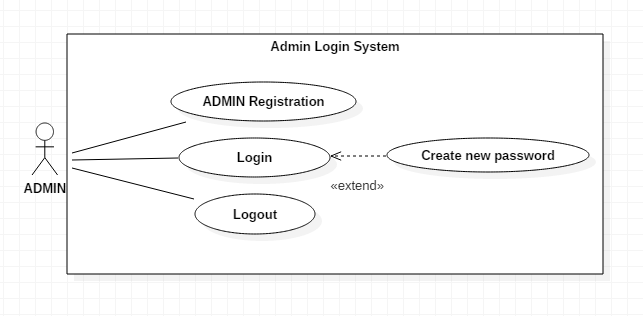 Admin Login System
ADMIN Registration
Login
Create new password
«extend»
ADMIN
Logout